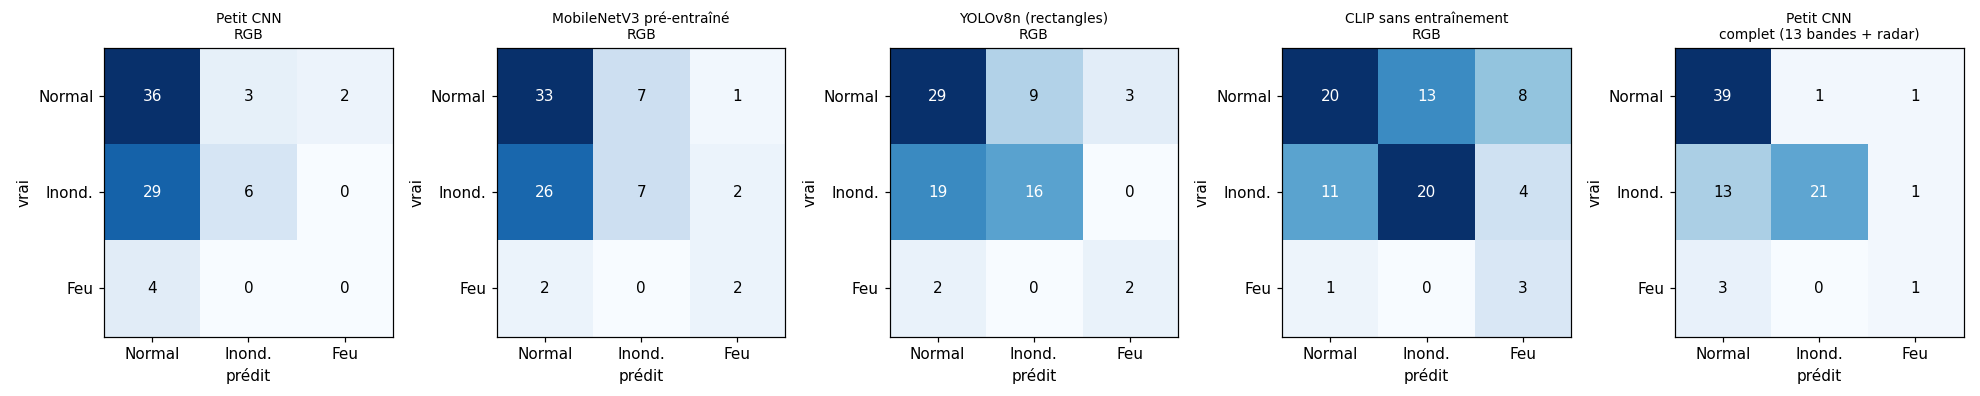 Petit CNN
RGB
Normal 36 3 2
Inond. 29 6 0
Feu 4 0 0
Normal Inond. Feu
vrai
prédit
MobileNetV3 pré-entraîné
RGB
Normal 33 7 1
Inond. 26 7 2
Feu 2 0 2
Normal Inond. Feu
vrai
prédit
YOLOv8n (rectangles)
RGB
Normal 29 9 3
Inond. 19 16 0
Feu 2 0 2
Normal Inond. Feu
vrai
prédit
CLIP sans entraînement
RGB
Normal 20 13 8
Inond. 11 20 4
Feu 1 0 3
Normal Inond. Feu
vrai
prédit
Petit CNN
complet (13 bandes + radar)
Normal 39 1 1
Inond. 13 21 1
Feu 3 0 1
Normal Inond. Feu
vrai
prédit